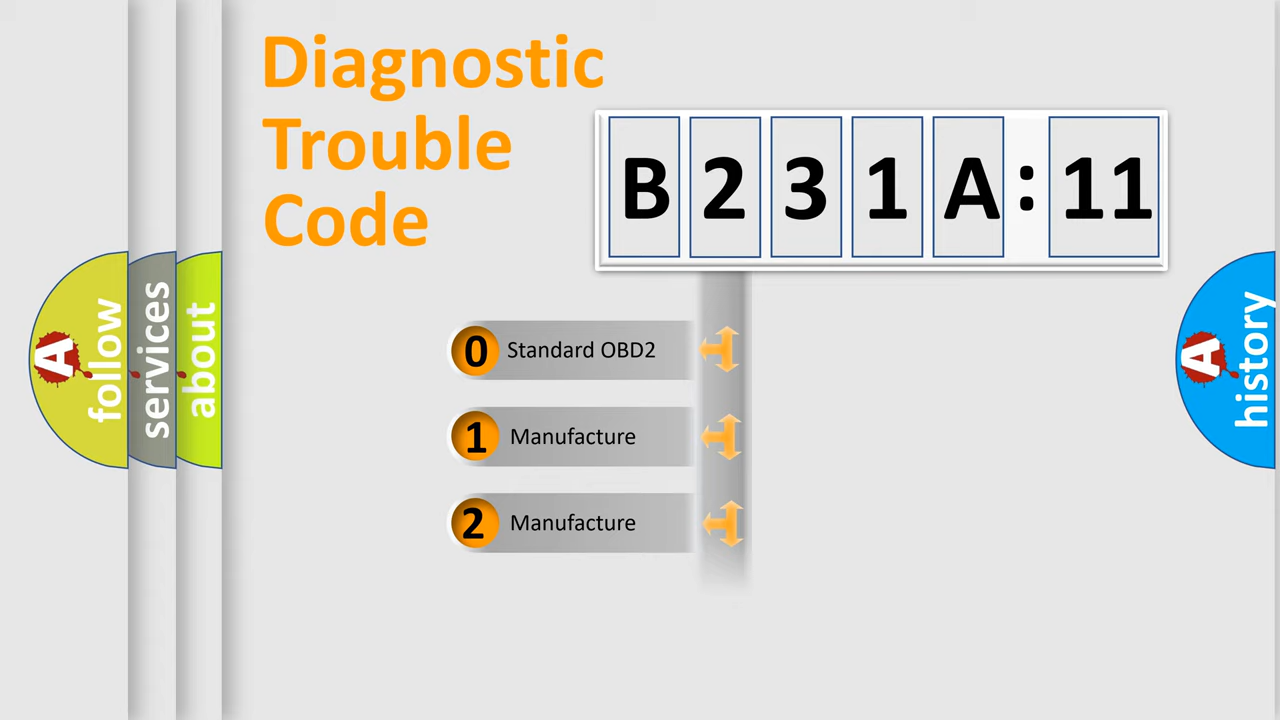 Diagnostic
Trouble
Code
B 2 3 1 A : 11
0 Standard OBD2
1 Manufacture
2 Manufacture
A follow
services
about
A history